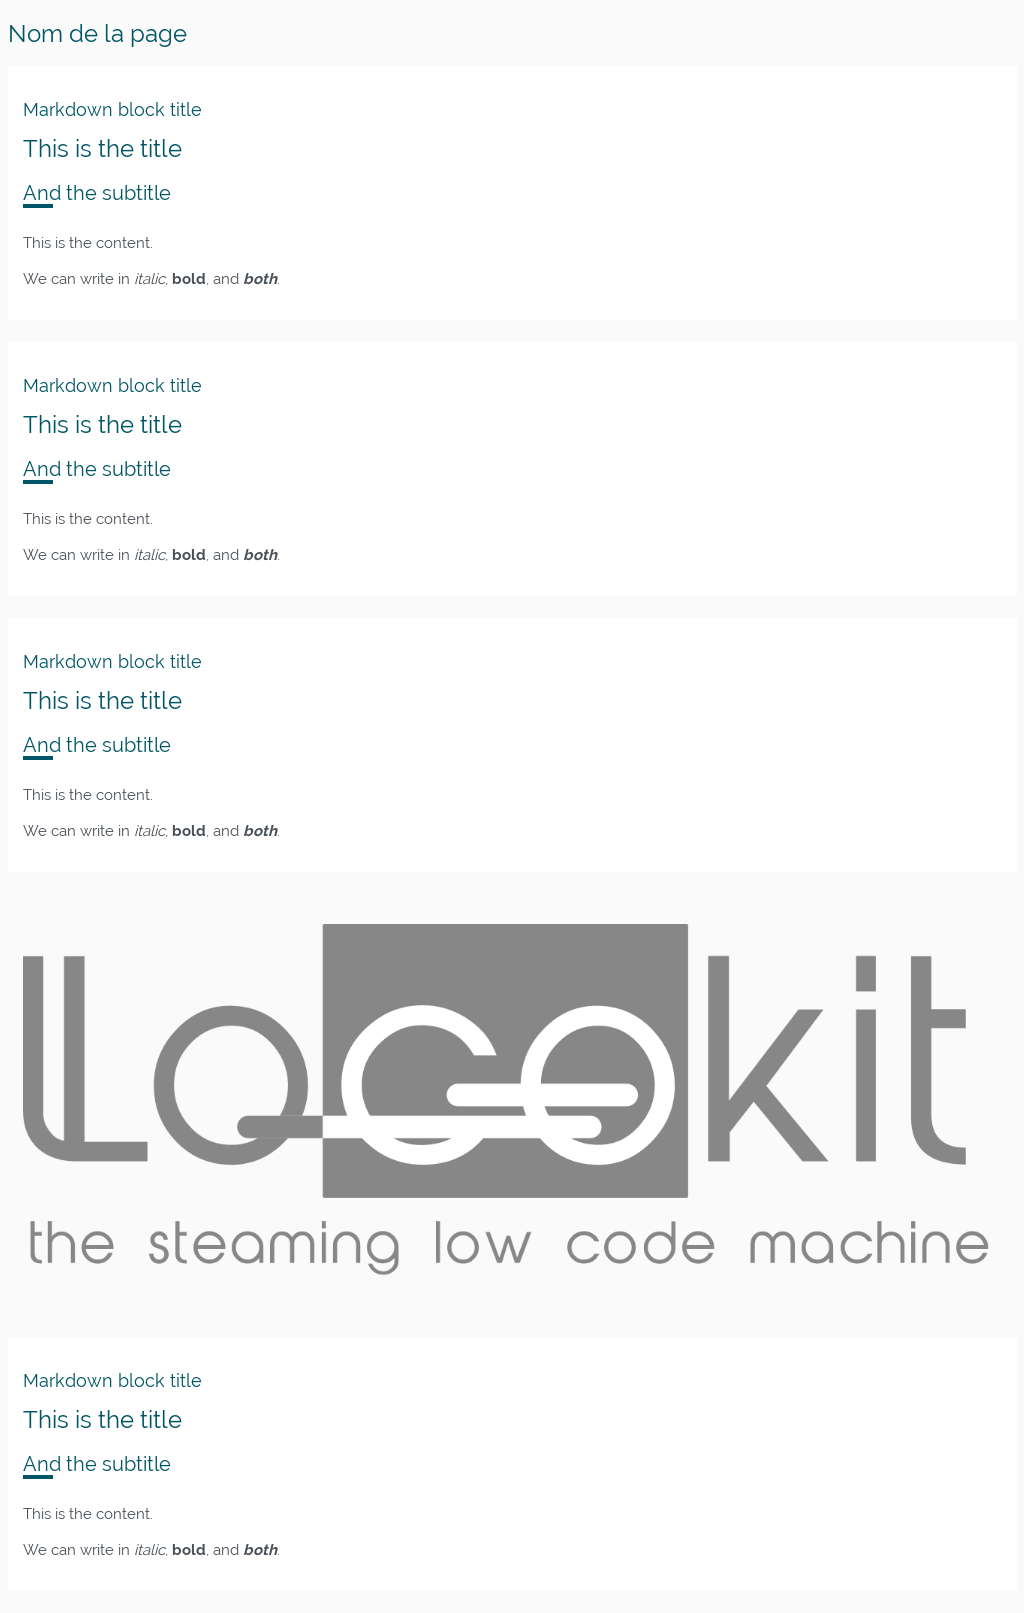 Nom de la page
Markdown block title
This is the title
And the subtitle
This is the content.
We can write in italic, bold, and both.
Markdown block title
This is the title
And the subtitle
This is the content.
We can write in italic, bold, and both.
Markdown block title
This is the title
And the subtitle
This is the content.
We can write in italic, bold, and both.
Locokit
the steaming low code machine
Markdown block title
This is the title
And the subtitle
This is the content.
We can write in italic, bold, and both.